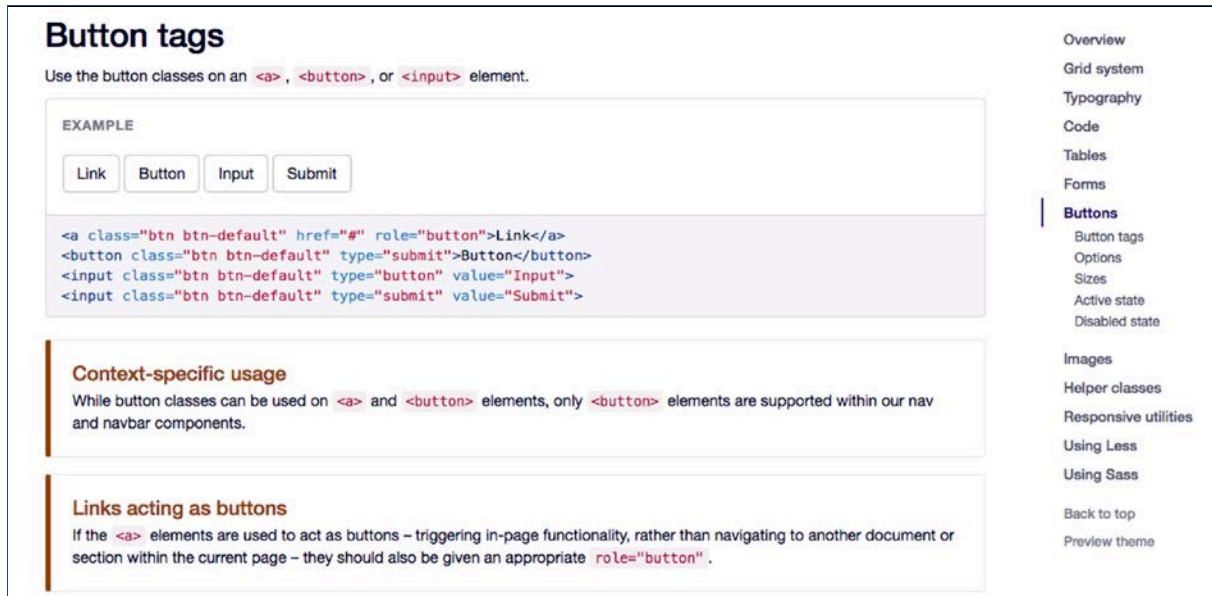 Button tags
Use the button classes on an <a>, <button>, or <input> element.
EXAMPLE
Link Button Input Submit
<a class="btn btn-default" href="#" role="button">Link</a>
<button class="btn btn-default" type="submit">Button</button>
<input class="btn btn-default" type="button" value="Input">
<input class="btn btn-default" type="submit" value="Submit">
Context-specific usage
While button classes can be used on <a> and <button> elements, only <button> elements are supported within our nav
and navbar components.
Links acting as buttons
If the <a> elements are used to act as buttons – triggering in-page functionality, rather than navigating to another document or
section within the current page – they should also be given an appropriate role="button".
Overview
Grid system
Typography
Code
Tables
Forms
Buttons
Button tags
Options
Sizes
Active state
Disabled state
Images
Helper classes
Responsive utilities
Using Less
Using Sass
Back to top
Preview theme